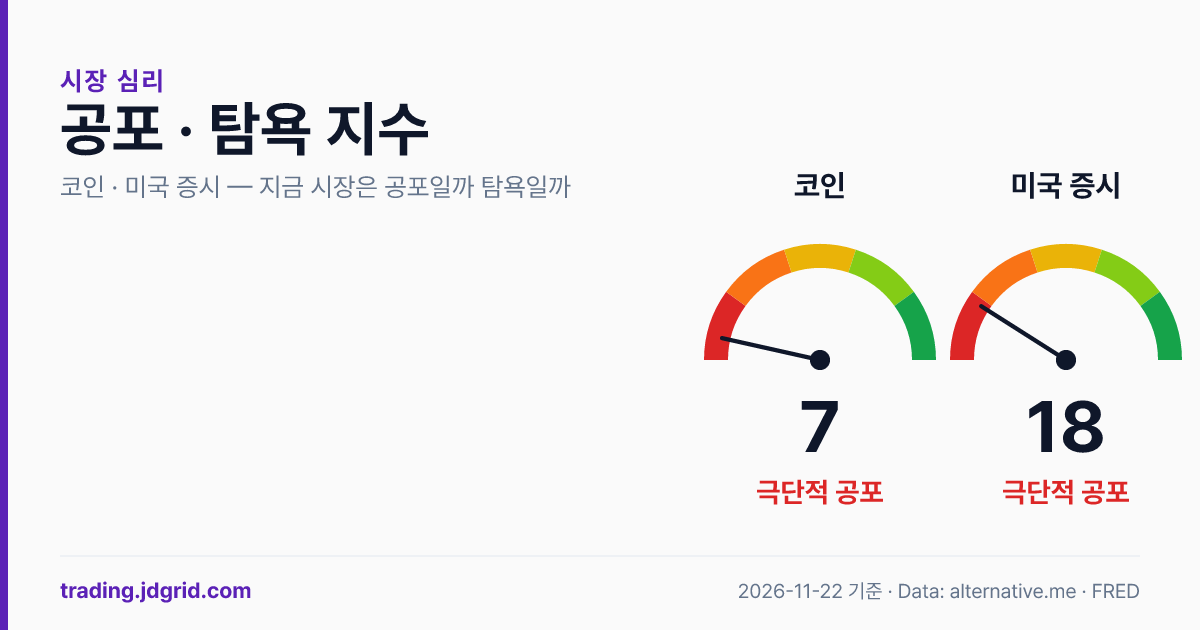 시장 심리
공포 · 탐욕 지수
코인 · 미국 증시 — 지금 시장은 공포일까 탐욕일까
코인
7
극단적 공포
미국 증시
18
극단적 공포
trading.jdgrid.com
2026-11-22 기준 · Data: alternative.me · FRED